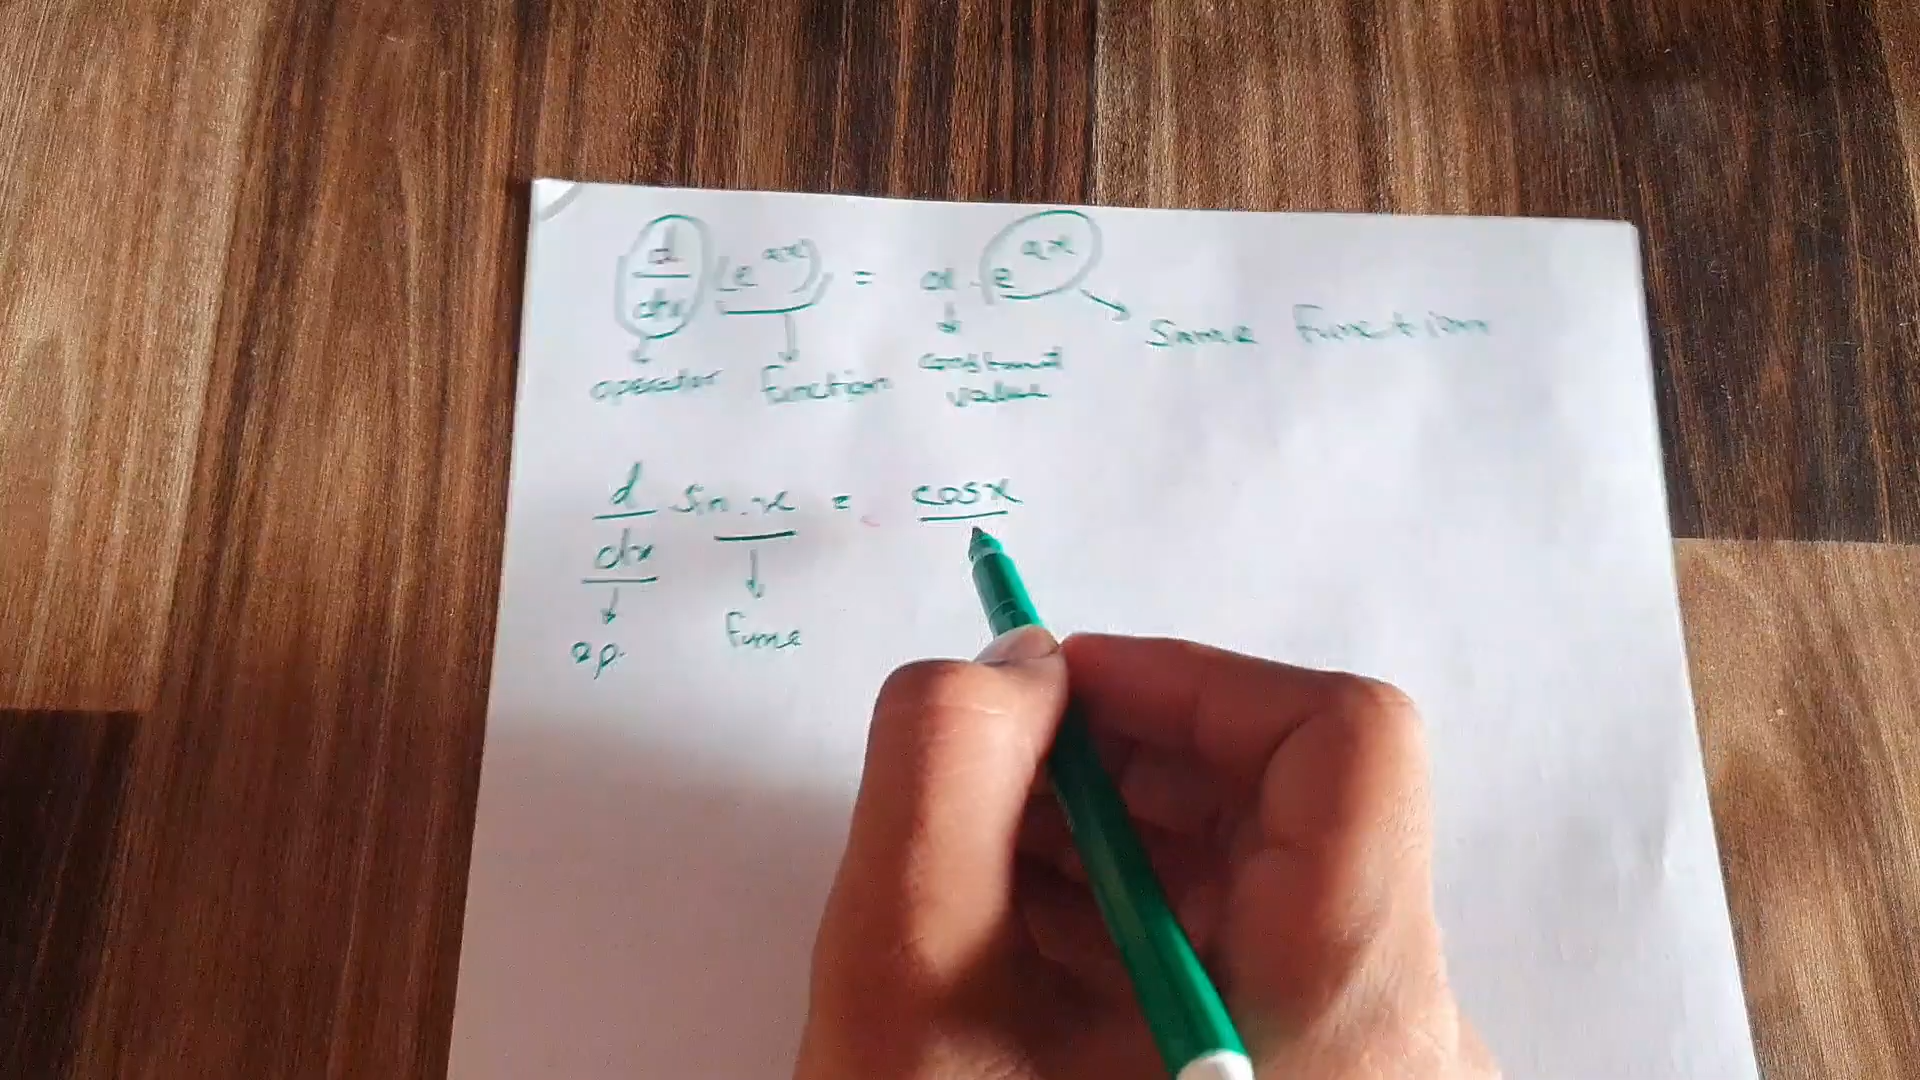 d/dx (e^ax) = a · e^ax
Same function
operator function constant value
d/dx sin x = cosx
op. func